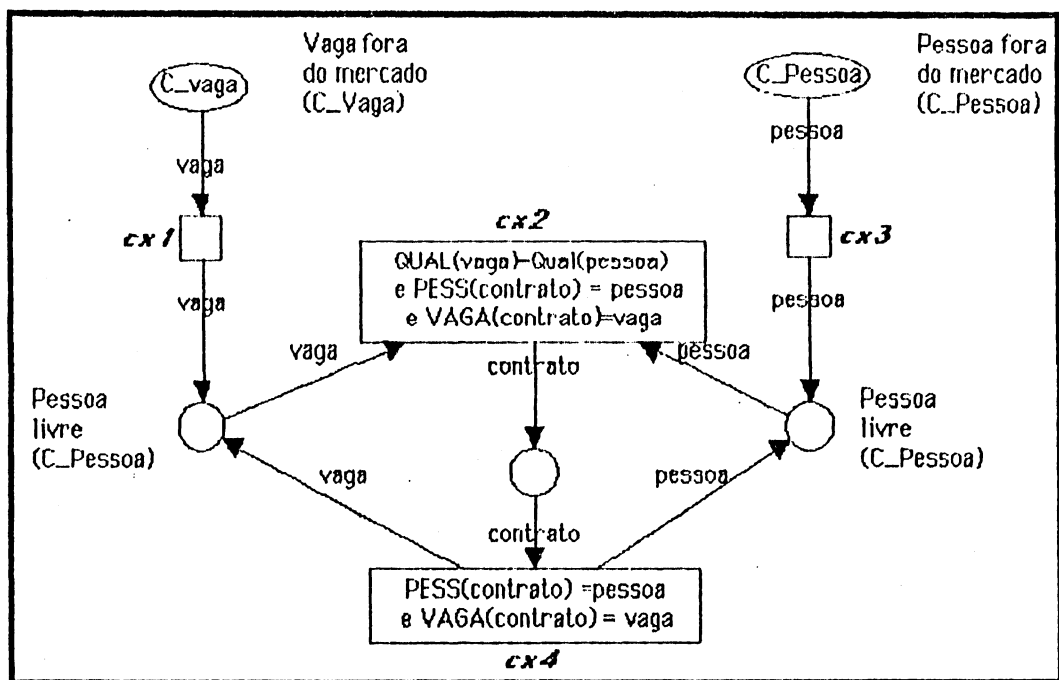 Vaga fora
do mercado
(C_Vaga)
C_vaga
Pessoa fora
do mercado
(C_Pessoa)
C_Pessoa
vaga
pessoa
cx1
cx2
cx3
QUAL(vaga)-Qual(pessoa)
e PESS(contrato) = pessoa
e VAGA(contrato)=vaga
vaga
pessoa
vaga
contrato
pessoa
Pessoa
livre
(C_Pessoa)
Pessoa
livre
(C_Pessoa)
vaga
pessoa
contrato
PESS(contrato) =pessoa
e VAGA(contrato)= vaga
cx4